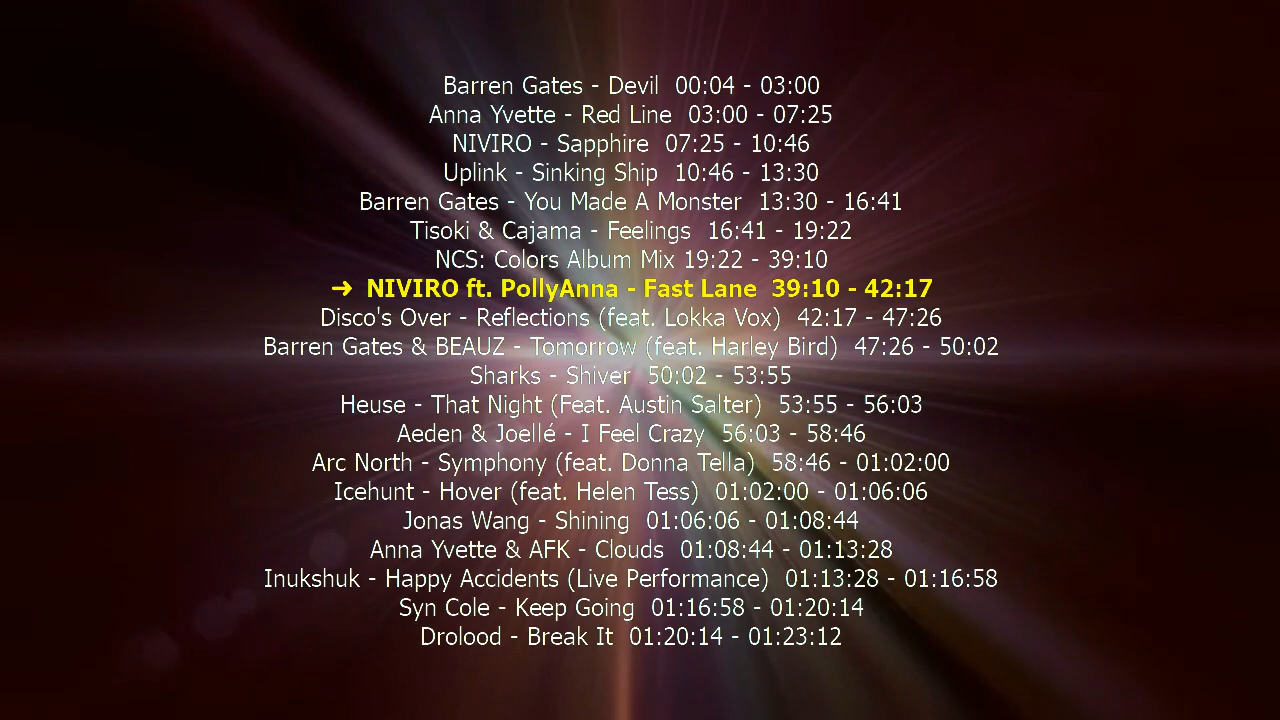 Barren Gates - Devil  00:04 - 03:00
Anna Yvette - Red Line  03:00 - 07:25
NIVIRO - Sapphire  07:25 - 10:46
Uplink - Sinking Ship  10:46 - 13:30
Barren Gates - You Made A Monster  13:30 - 16:41
Tisoki & Cajama - Feelings  16:41 - 19:22
NCS: Colors Album Mix 19:22 - 39:10
➜ NIVIRO ft. PollyAnna - Fast Lane  39:10 - 42:17
Disco's Over - Reflections (feat. Lokka Vox)  42:17 - 47:26
Barren Gates & BEAUZ - Tomorrow (feat. Harley Bird)  47:26 - 50:02
Sharks - Shiver  50:02 - 53:55
Heuse - That Night (Feat. Austin Salter)  53:55 - 56:03
Aeden & Joellé - I Feel Crazy  56:03 - 58:46
Arc North - Symphony (feat. Donna Tella)  58:46 - 01:02:00
Icehunt - Hover (feat. Helen Tess)  01:02:00 - 01:06:06
Jonas Wang - Shining  01:06:06 - 01:08:44
Anna Yvette & AFK - Clouds  01:08:44 - 01:13:28
Inukshuk - Happy Accidents (Live Performance)  01:13:28 - 01:16:58
Syn Cole - Keep Going  01:16:58 - 01:20:14
Drolood - Break It  01:20:14 - 01:23:12